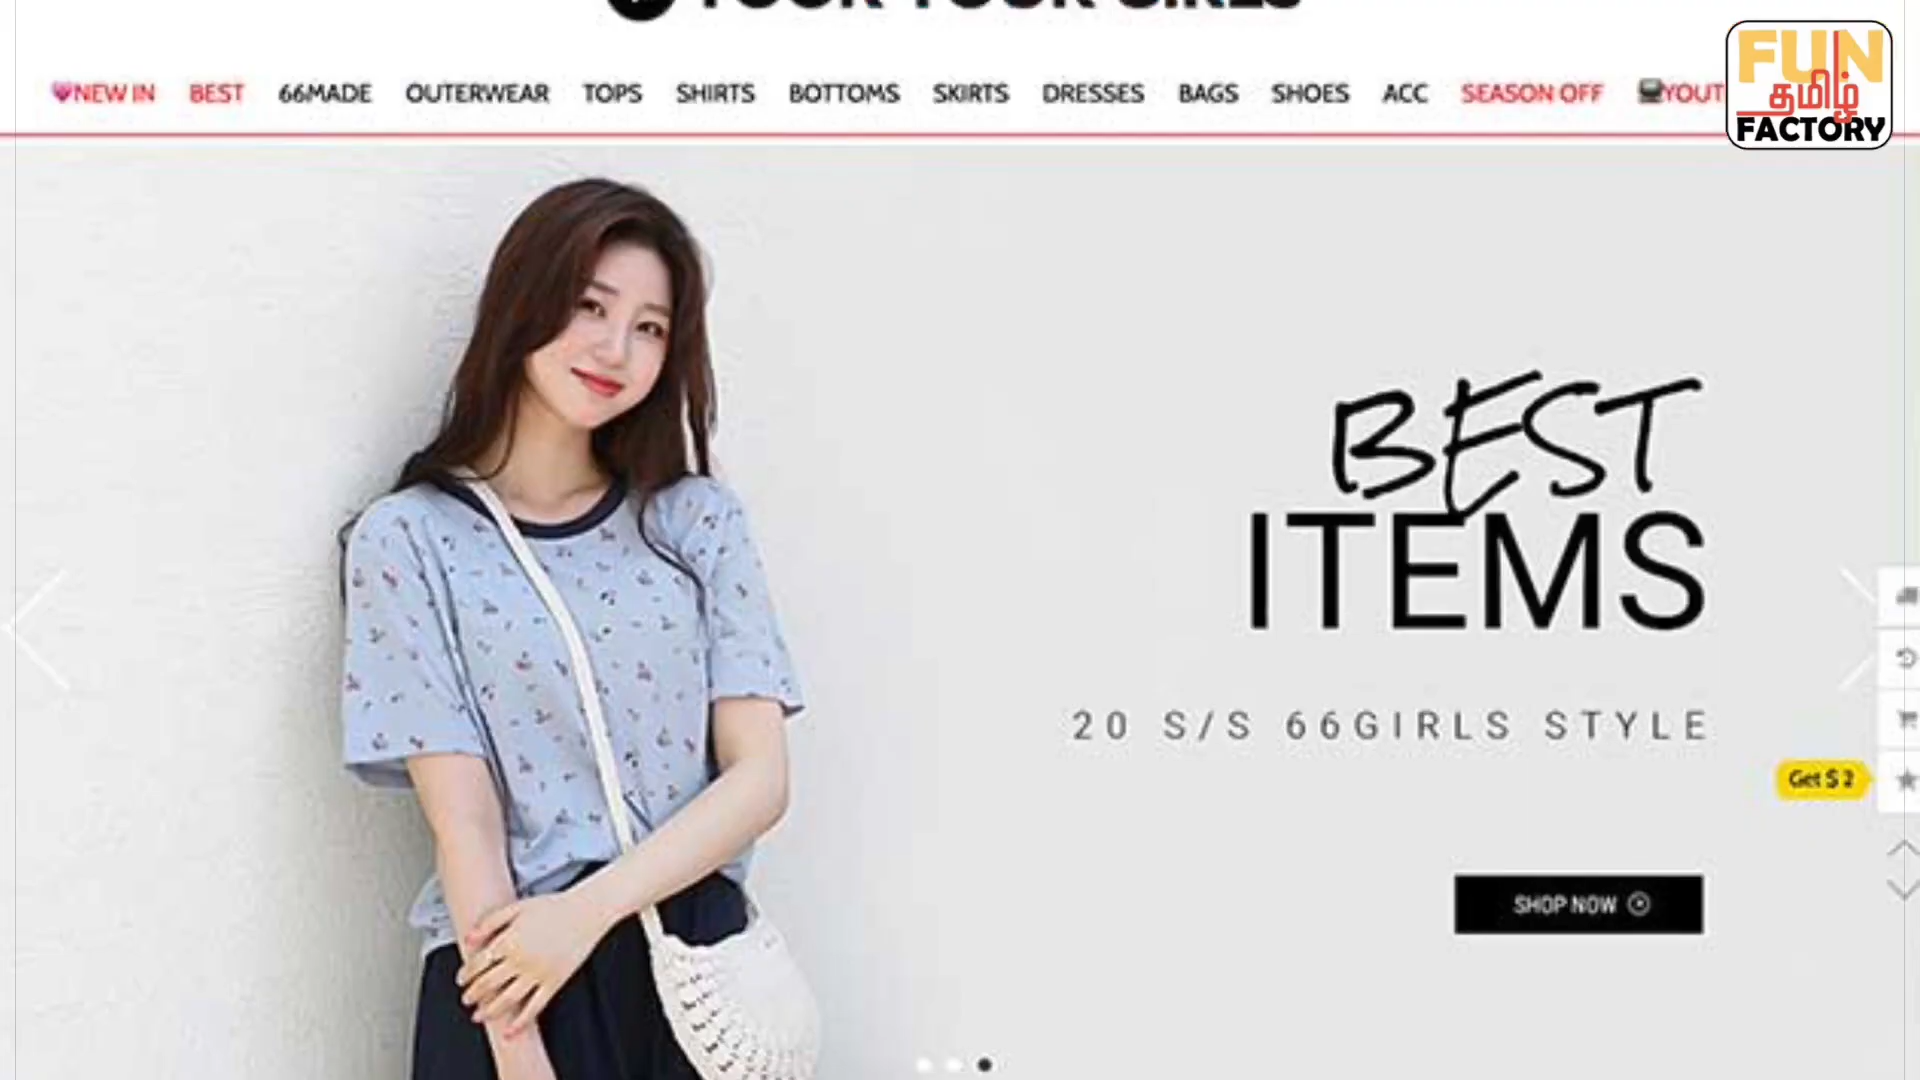 NEW IN BEST 66MADE OUTERWEAR TOPS SHIRTS BOTTOMS SKIRTS DRESSES BAGS SHOES ACC SEASON OFF YOUT
FUN
தமிழ்
FACTORY
BEST
ITEMS
20 S/S 66GIRLS STYLE
Get $ 2
SHOP NOW